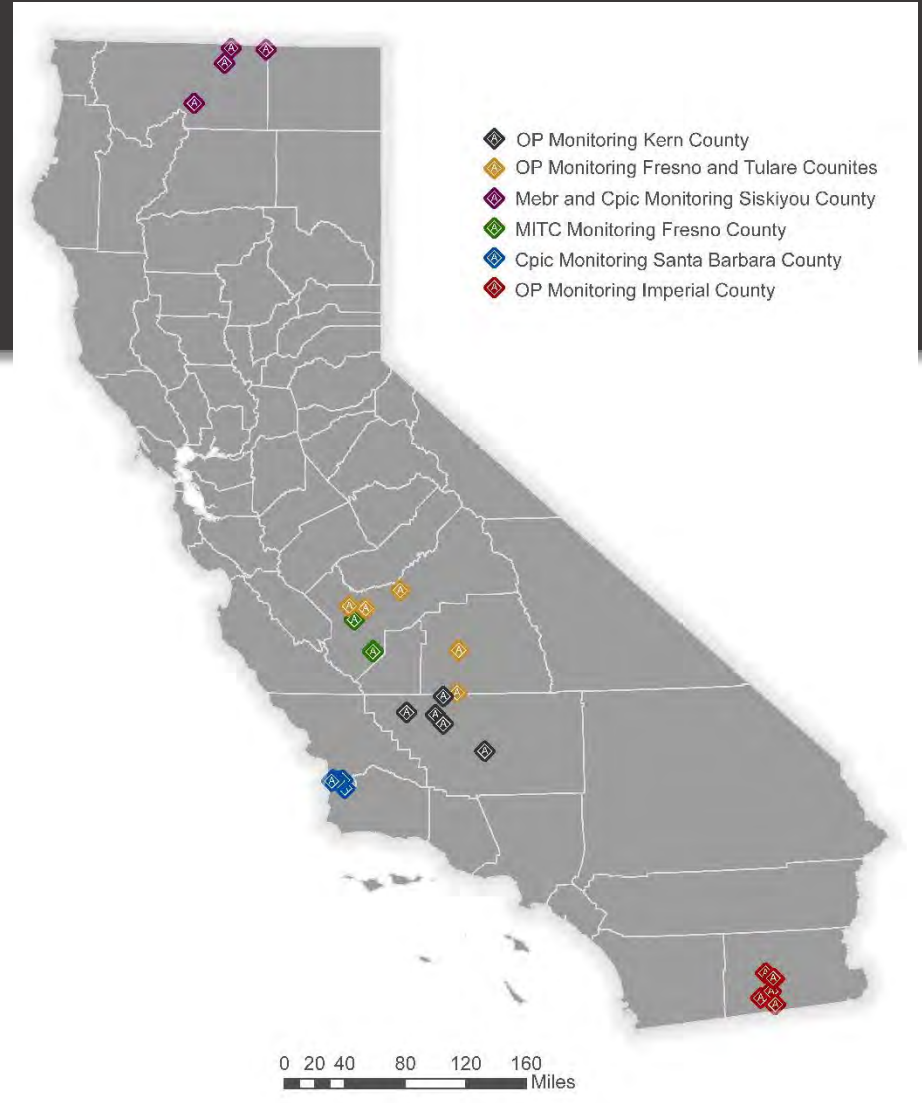 OP Monitoring Kern County
OP Monitoring Fresno and Tulare Counites
Mebr and Cpic Monitoring Siskiyou County
MITC Monitoring Fresno County
Cpic Monitoring Santa Barbara County
OP Monitoring Imperial County
0 20 40 80 120 160
Miles